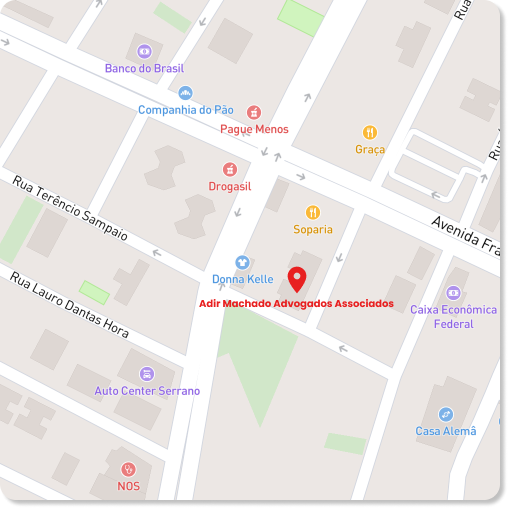 Rua
Banco do Brasil
Companhia do Pão
Pague Menos
Graça
Rua
Drogasil
Rua Terêncio Sampaio
Soparia
Avenida Fra
Donna Kelle
Rua Lauro Dantas Hora
Adir Machado Advogados Associados
Caixa Econômica
Federal
Auto Center Serrano
Casa Alemã
NOS